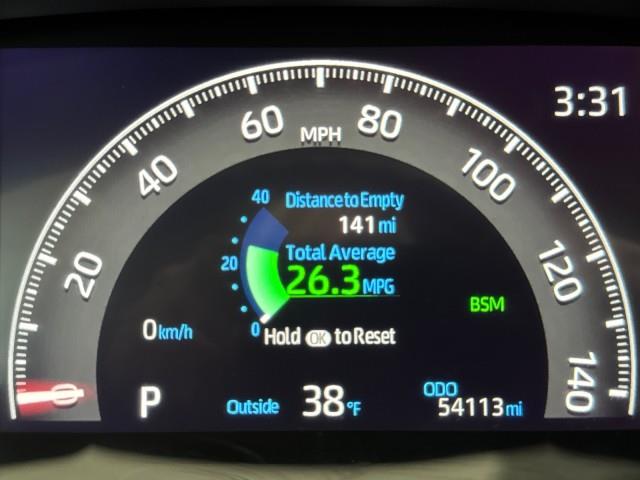 3:31
60
MPH
80
40
100
20
120
0
140
40
Distance to Empty
141 mi
Total Average
20
26.3 MPG
BSM
0
Hold OK to Reset
0 km/h
P
Outside 38 °F
ODO
54113 mi